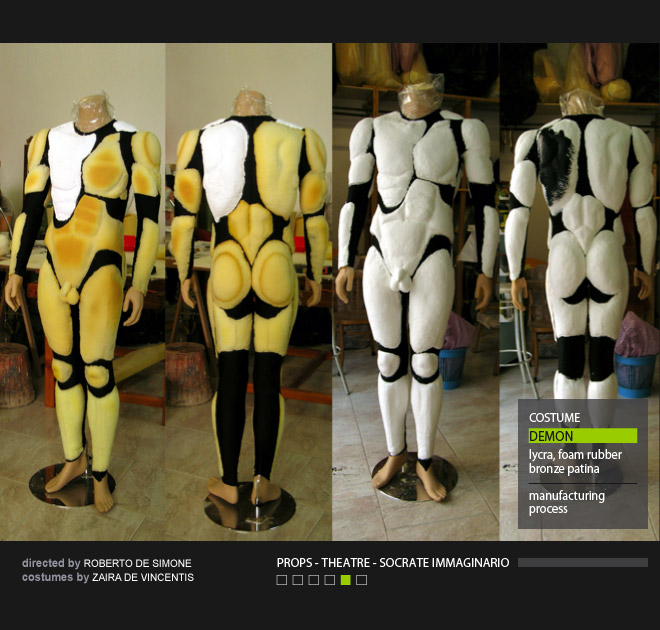 COSTUME
DEMON
lycra, foam rubber
bronze patina
manufacturing
process
directed by ROBERTO DE SIMONE
costumes by ZAIRA DE VINCENTIS
PROPS - THEATRE - SOCRATE IMMAGINARIO